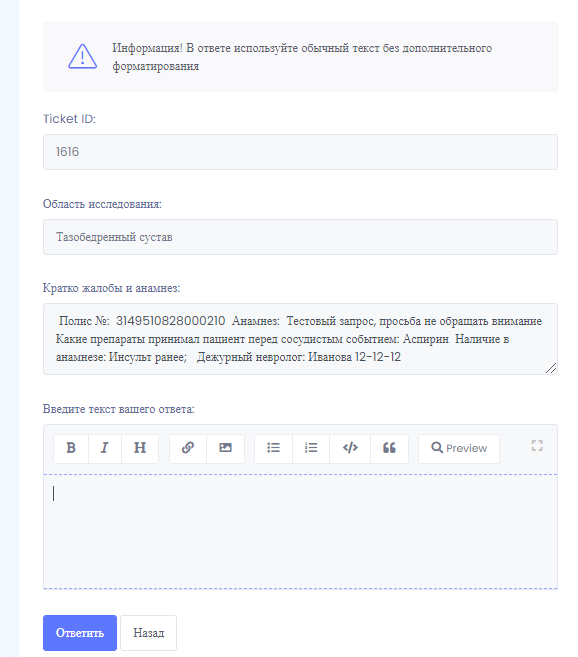 Информация! В ответе используйте обычный текст без дополнительного
форматирования
Ticket ID:
1616
Область исследования:
Тазобедренный сустав
Кратко жалобы и анамнез:
Полис №: 3149510828000210 Анамнез: Тестовый запрос, просьба не обращать внимание
Какие препараты принимал пациент перед сосудистым событием: Аспирин Наличие в
анамнезе: Инсульт ранее; Дежурный невролог: Иванова 12-12-12
Введите текст вашего ответа:
B I H Preview
Ответить Назад